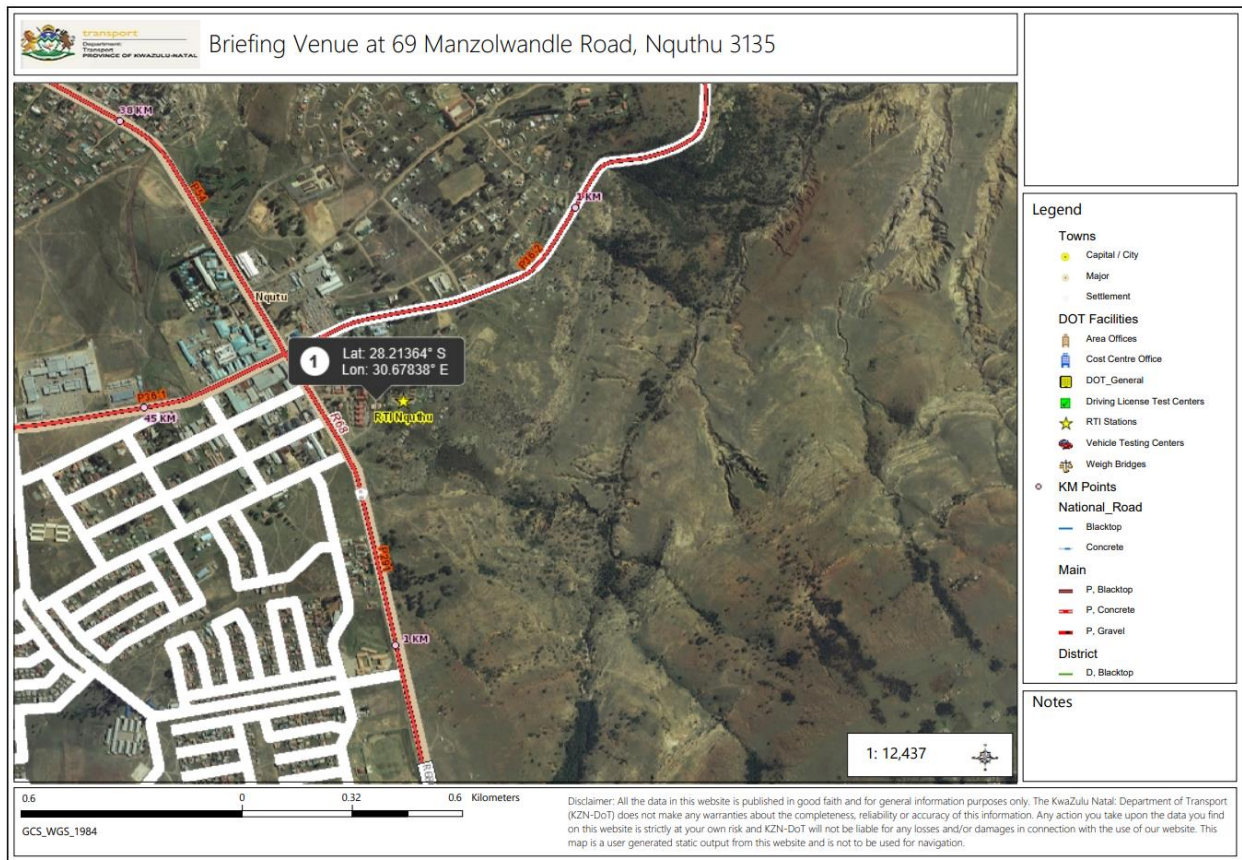 transport
Department:
Transport
PROVINCE OF KWAZULU-NATAL
Briefing Venue at 69 Manzolwandle Road, Nquthu 3135
38 KM
R54
1 KM
P36-2
Nqutu
1
Lat: 28.21364° S
Lon: 30.67838° E
P36-1
45 KM
R68
RTI Nquthu
P291
1 KM
R68
1: 12,437
Legend
Towns
Capital / City
Major
Settlement
DOT Facilities
Area Offices
Cost Centre Office
DOT_General
Driving License Test Centers
RTI Stations
Vehicle Testing Centers
Weigh Bridges
KM Points
National_Road
Blacktop
Concrete
Main
P, Blacktop
P, Concrete
P, Gravel
District
D, Blacktop
Notes
0.6 0 0.32 0.6 Kilometers
GCS_WGS_1984
Disclaimer: All the data in this website is published in good faith and for general information purposes only. The KwaZulu Natal: Department of Transport
(KZN-DoT) does not make any warranties about the completeness, reliability or accuracy of this information. Any action you take upon the data you find
on this website is strictly at your own risk and KZN-DoT will not be liable for any losses and/or damages in connection with the use of our website. This
map is a user generated static output from this website and is not to be used for navigation.